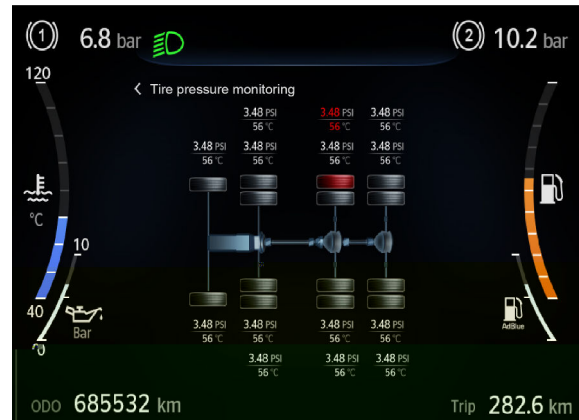 (1) 6.8 bar
(2) 10.2 bar
120
< Tire pressure monitoring
3.48 PSI 3.48 PSI 3.48 PSI
56 °C 56 °C 56 °C
3.48 PSI 3.48 PSI 3.48 PSI 3.48 PSI
56 °C 56 °C 56 °C 56 °C
°C
10
40
Bar
AdBlue
0
3.48 PSI 3.48 PSI 3.48 PSI 3.48 PSI
56 °C 56 °C 56 °C 56 °C
3.48 PSI 3.48 PSI 3.48 PSI
56 °C 56 °C 56 °C
ODO 685532 km
Trip 282.6 km